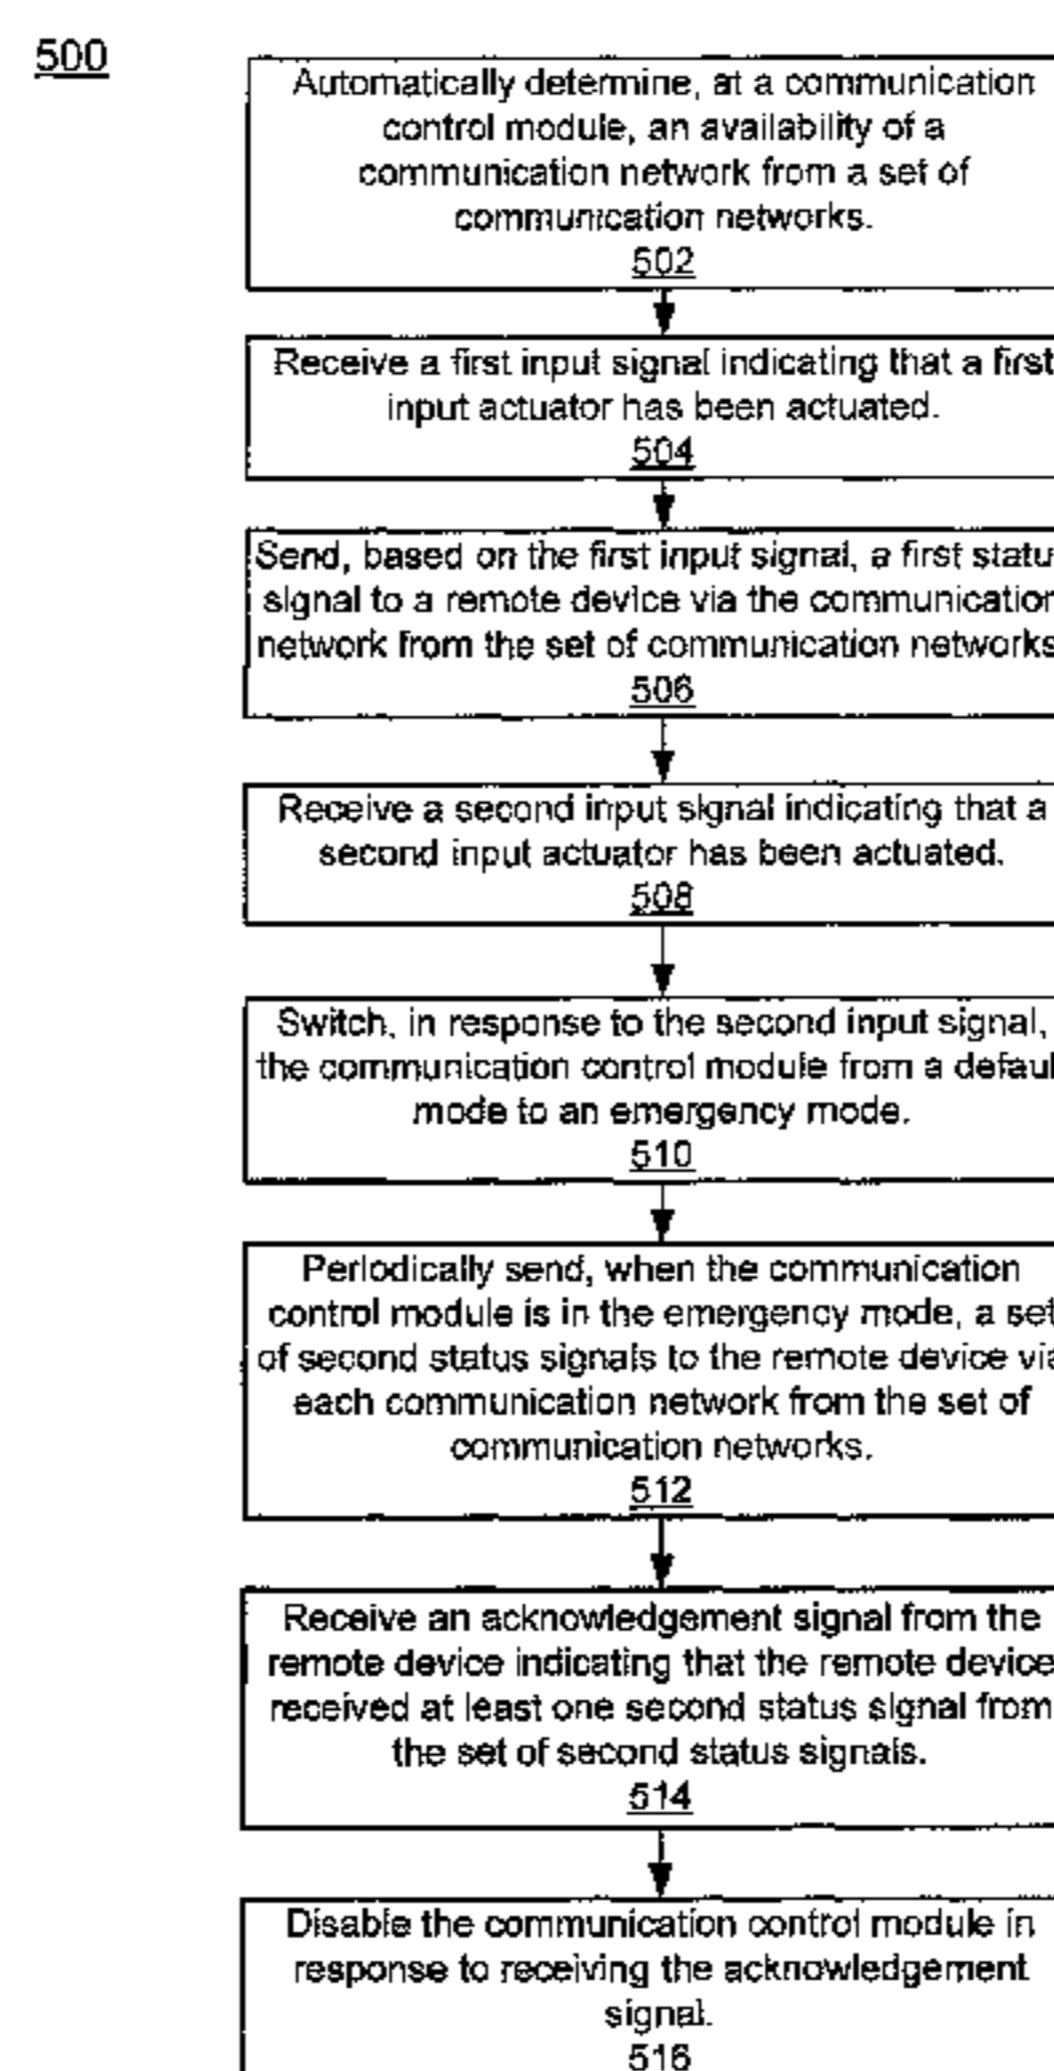 500
Automatically determine, at a communication
control module, an availability of a
communication network from a set of
communication networks.
502
Receive a first input signal indicating that a first
input actuator has been actuated.
504
Send, based on the first input signal, a first statu
signal to a remote device via the communication
network from the set of communication networks
506
Receive a second input signal indicating that a
second input actuator has been actuated.
508
Switch, in response to the second input signal,
the communication control module from a defaul
mode to an emergency mode.
510
Periodically send, when the communication
control module is in the emergency mode, a set
of second status signals to the remote device via
each communication network from the set of
communication networks.
512
Receive an acknowledgement signal from the
remote device indicating that the remote device
received at least one second status signal from
the set of second status signals.
514
Disable the communication control module in
response to receiving the acknowledgement
signal.
516